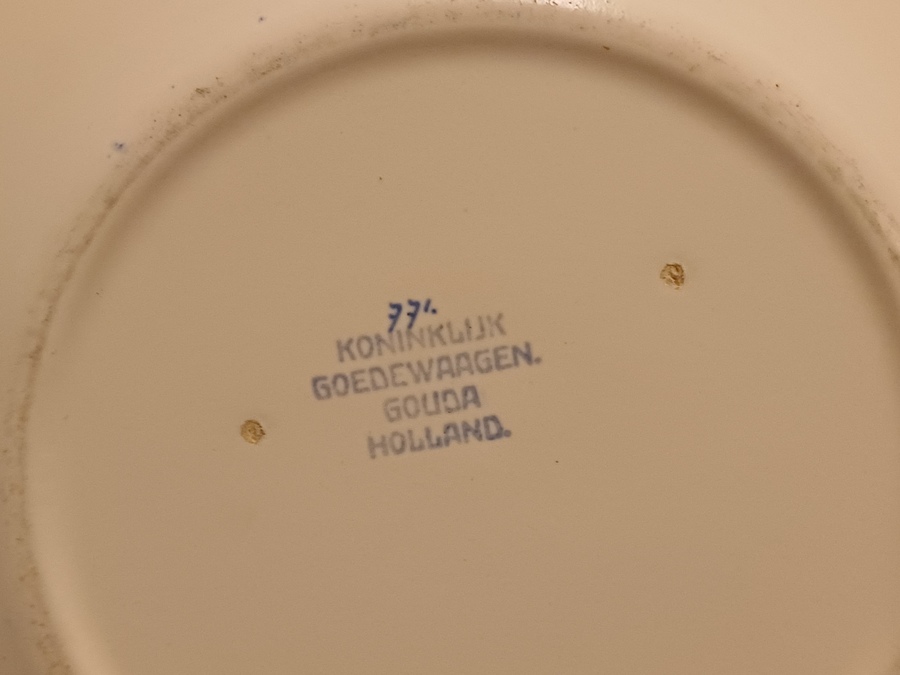 77.
KONINKLIJK
GOEDEWAAGEN.
GOUDA
HOLLAND.